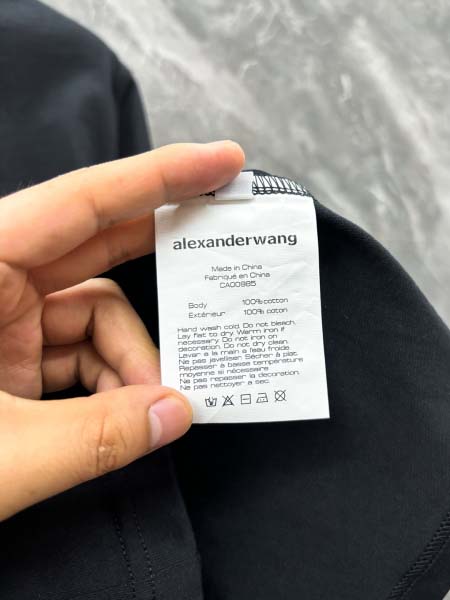 alexanderwang
Made in China
Fabriqué en China
CA00985
Body 100% cotton
Extérieur 100% cotton
Hand wash cold. Do not bleach.
Lay flat to dry. Warm iron if
necessary. Do not iron on
decoration. Do not dry clean.
Laver a la main a l'eau froide.
Ne pas javelliser. Sécher à plat.
Repasser à basse température
moyenne si nécessaire
Ne pas repasser la decoration.
Ne pas nettoyer a sec.